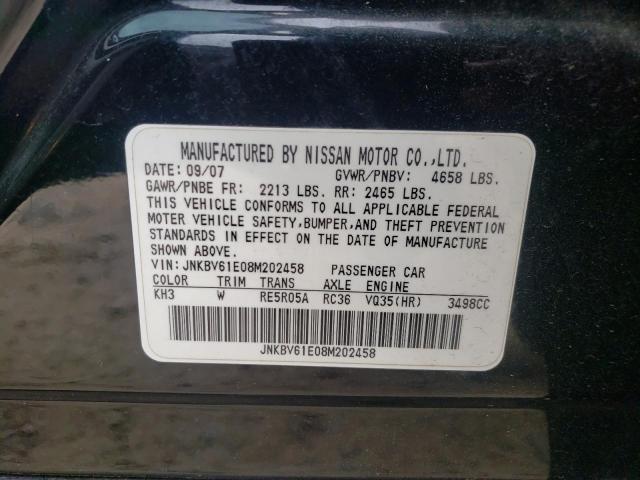 MANUFACTURED BY NISSAN MOTOR CO.,LTD.
DATE: 09/07 GVWR/PNBV: 4658 LBS.
GAWR/PNBE FR: 2213 LBS. RR: 2465 LBS.
THIS VEHICLE CONFORMS TO ALL APPLICABLE FEDERAL
MOTER VEHICLE SAFETY,BUMPER,AND THEFT PREVENTION
STANDARDS IN EFFECT ON THE DATE OF MANUFACTURE
SHOWN ABOVE.
VIN: JNKBV61E08M202458 PASSENGER CAR
COLOR TRIM TRANS AXLE ENGINE
KH3 W RE5R05A RC36 VQ35(HR) 3498CC
JNKBV61E08M202458